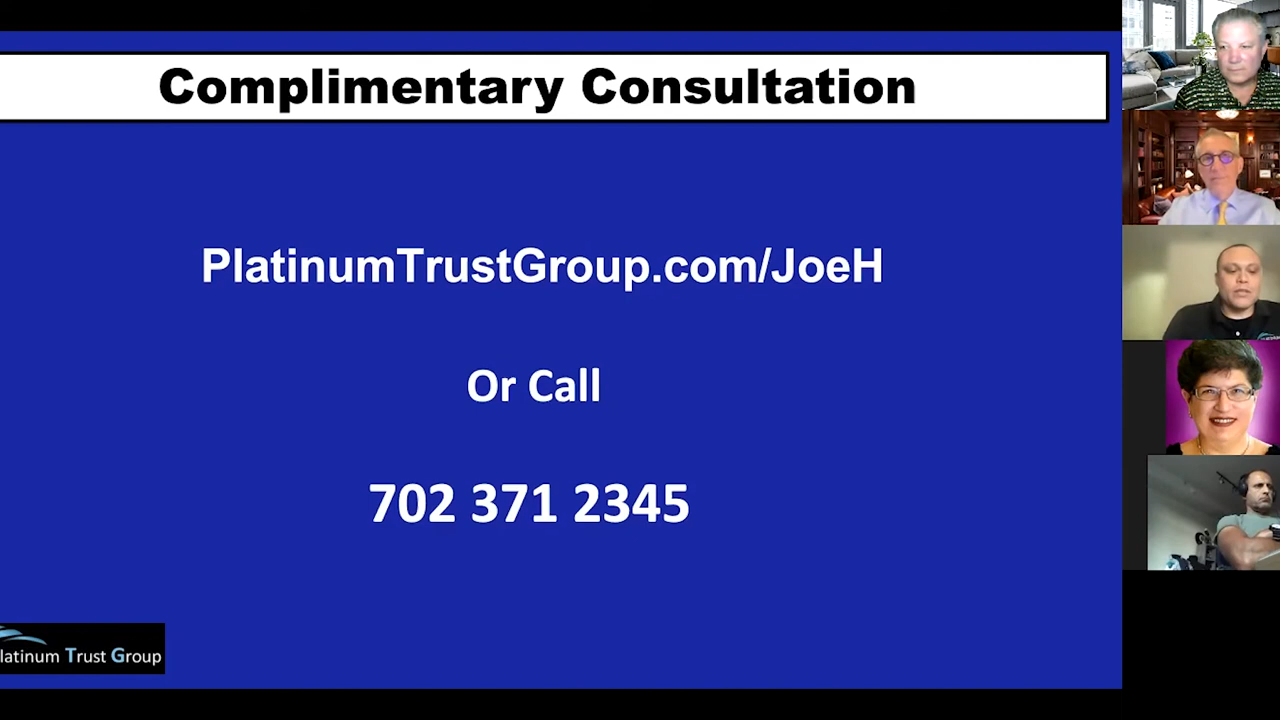 Complimentary Consultation
PlatinumTrustGroup.com/JoeH
Or Call
702 371 2345
latinum Trust Group